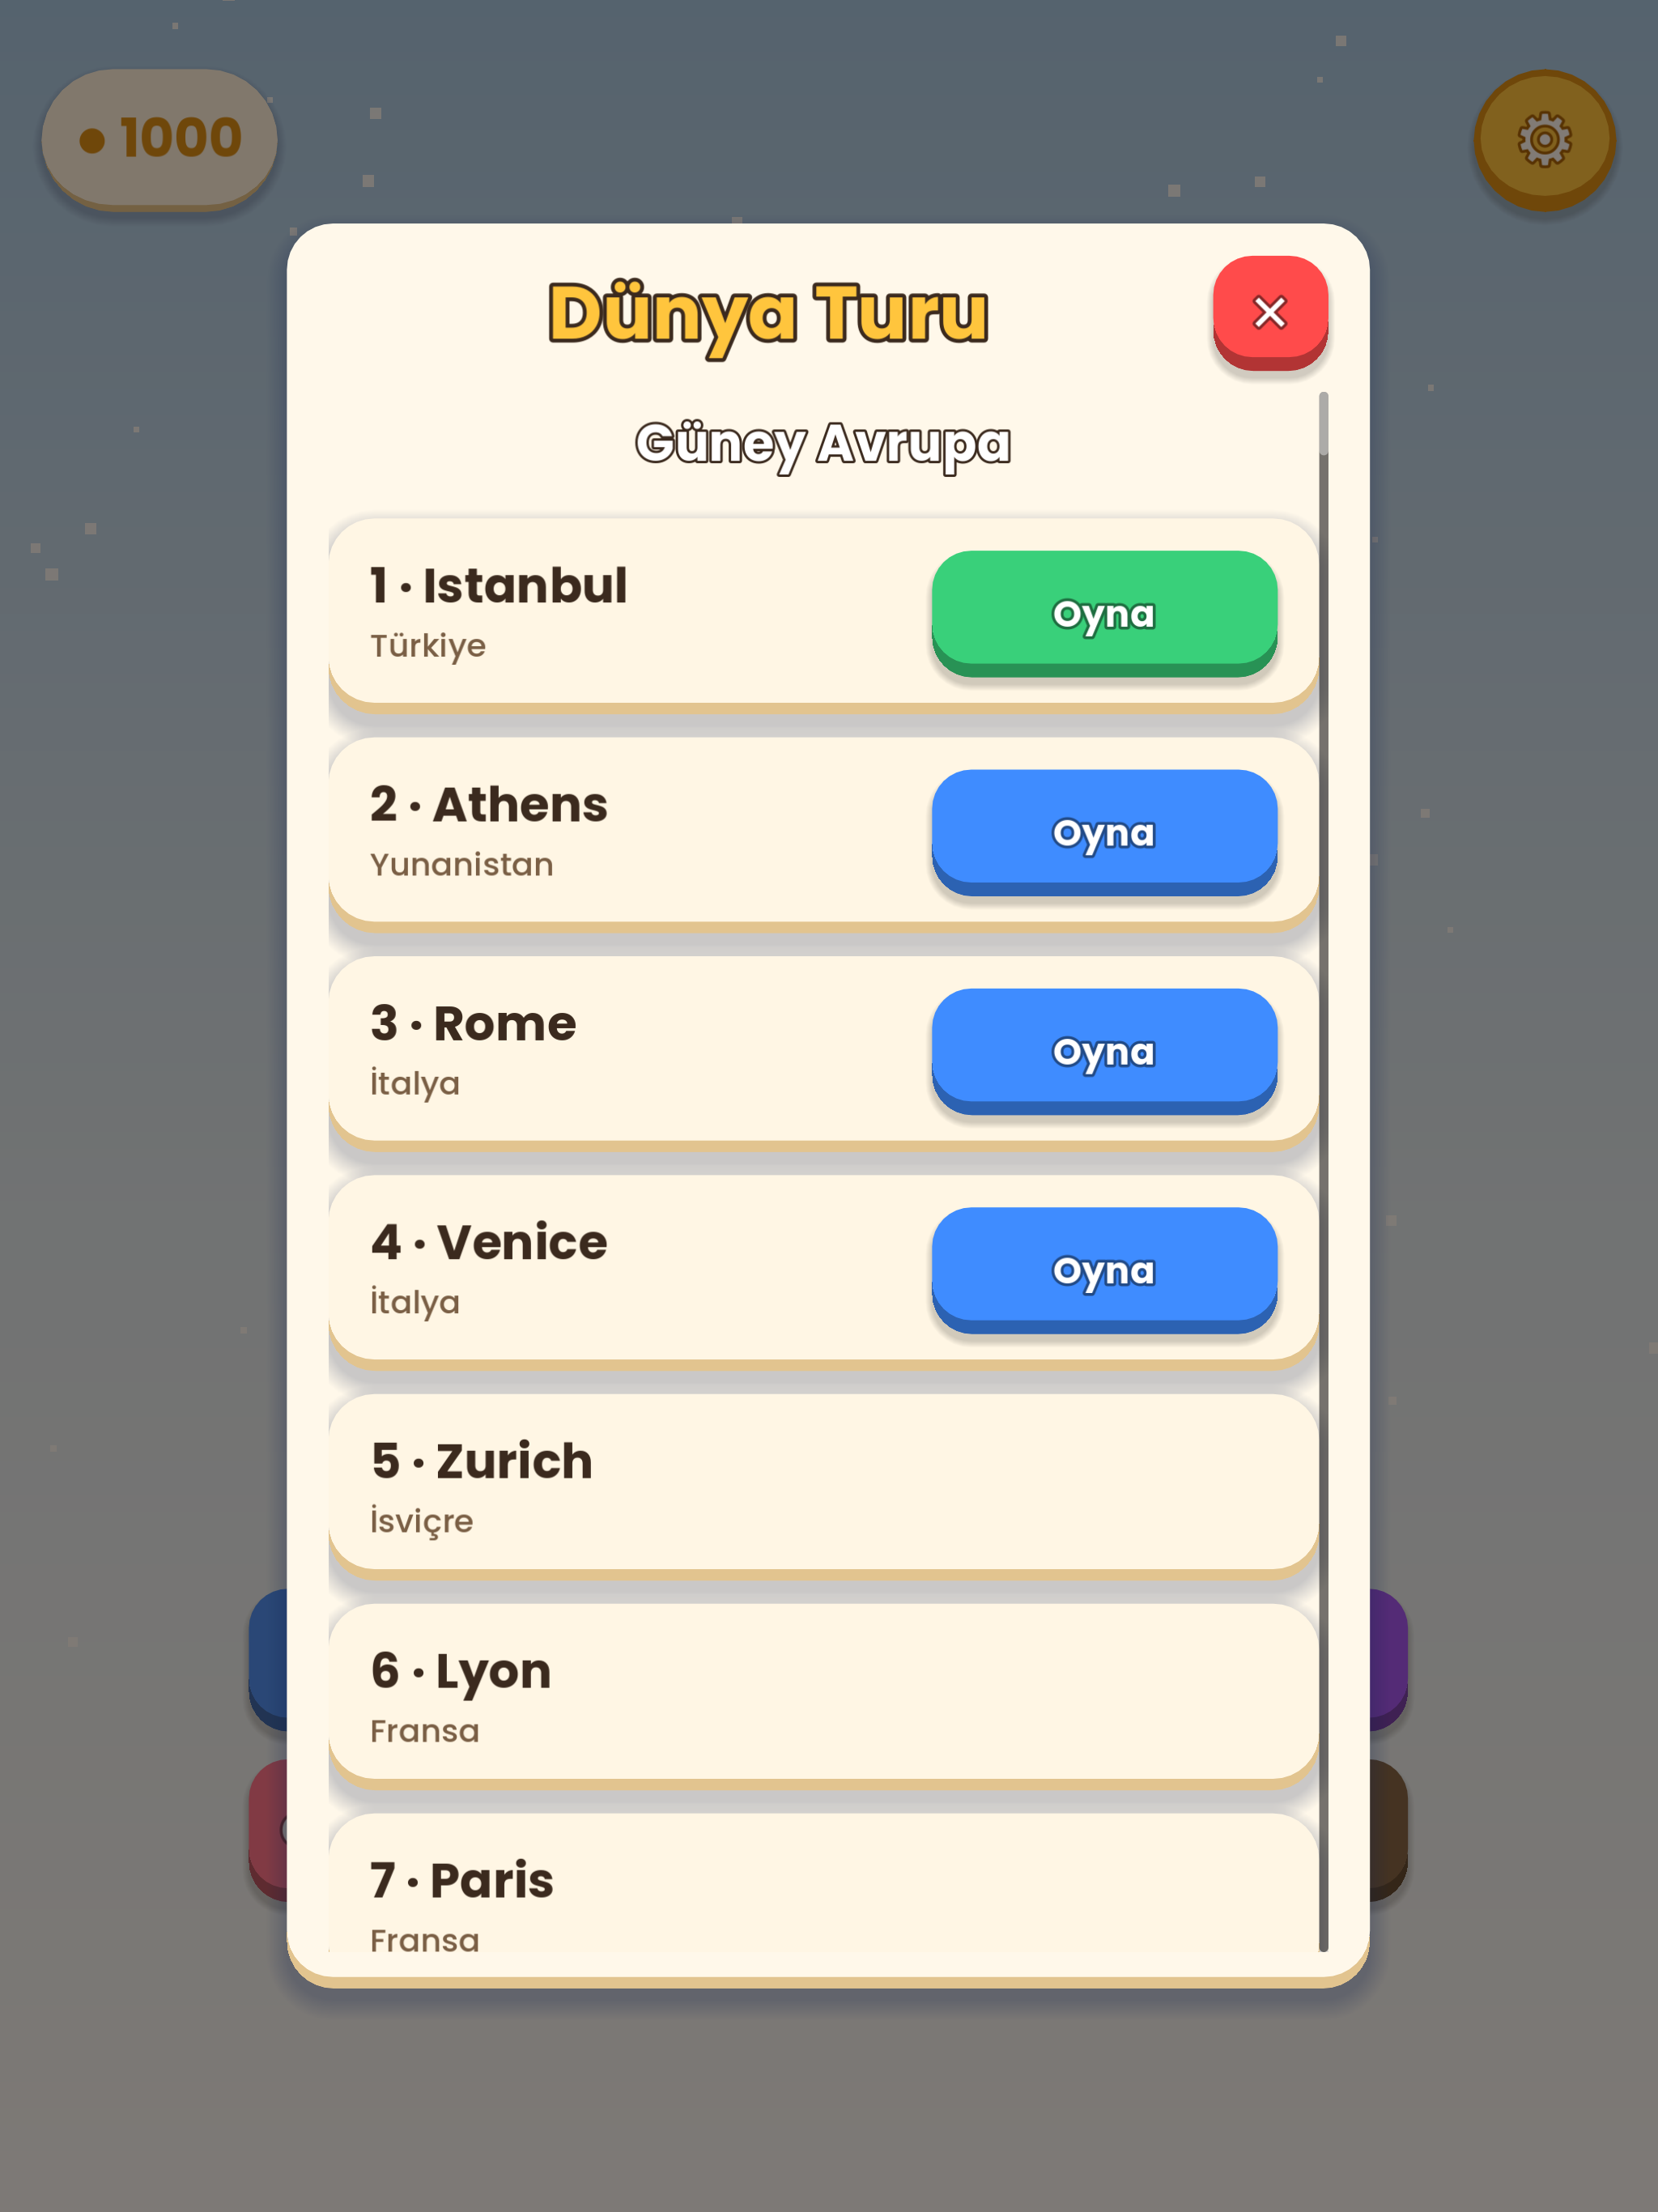 1000
Dünya Turu
×
Güney Avrupa
1 · Istanbul
Türkiye
Oyna
2 · Athens
Yunanistan
Oyna
3 · Rome
İtalya
Oyna
4 · Venice
İtalya
Oyna
5 · Zurich
İsviçre
6 · Lyon
Fransa
7 · Paris
Fransa